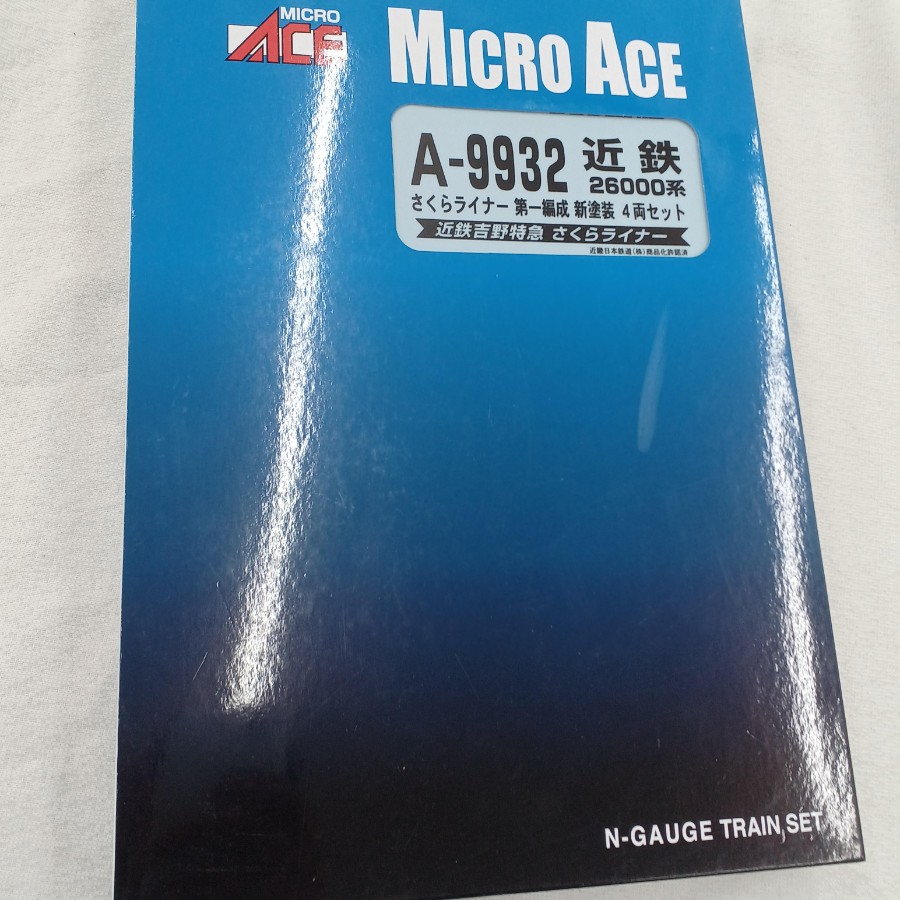 MICRO
ACE
MICRO ACE
A-9932 近鉄
26000系
さくらライナー 第一編成 新塗装 4両セット
近鉄吉野特急 さくらライナー
近畿日本鉄道(株)商品化許諾済
N-GAUGE TRAIN SET